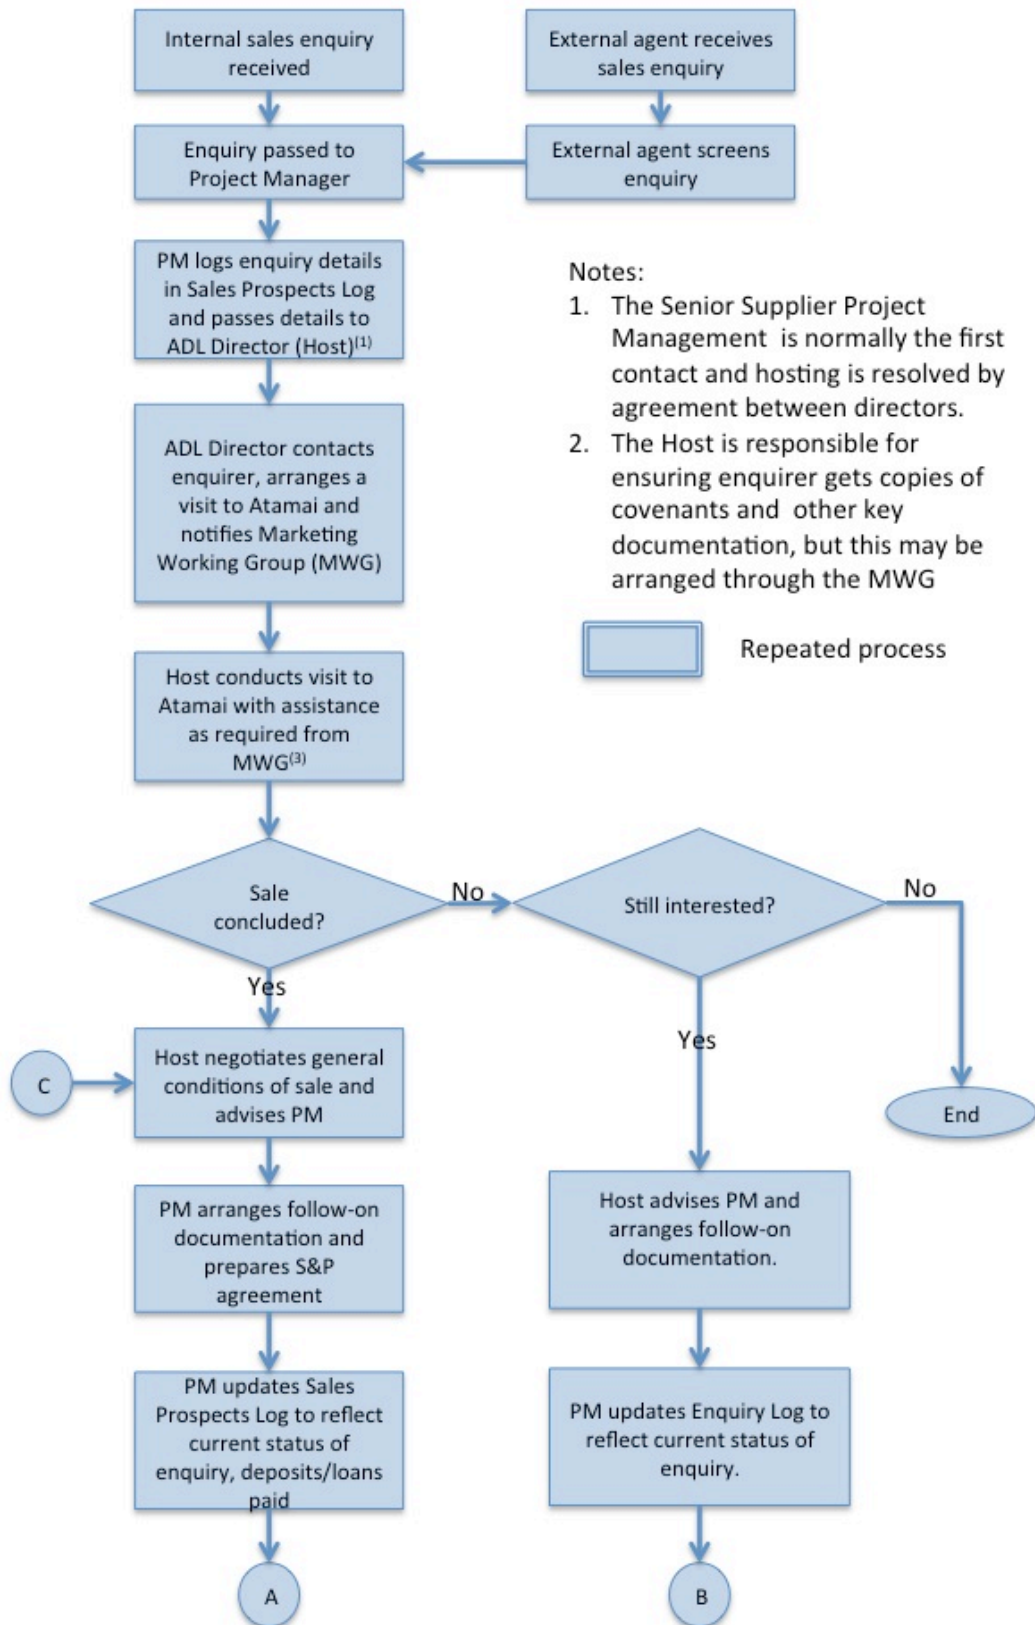 Internal sales enquiry
received
External agent receives
sales enquiry
Enquiry passed to
Project Manager
External agent screens
enquiry
PM logs enquiry details
in Sales Prospects Log
and passes details to
ADL Director (Host)(1)
Notes:
1. The Senior Supplier Project
Management is normally the first
contact and hosting is resolved by
agreement between directors.
2. The Host is responsible for
ensuring enquirer gets copies of
covenants and other key
documentation, but this may be
arranged through the MWG
Repeated process
ADL Director contacts
enquirer, arranges a
visit to Atamai and
notifies Marketing
Working Group (MWG)
Host conducts visit to
Atamai with assistance
as required from
MWG(3)
Sale
concluded?
No
Still interested?
No
Yes
Yes
End
C
Host negotiates general
conditions of sale and
advises PM
PM arranges follow-on
documentation and
prepares S&P
agreement
Host advises PM and
arranges follow-on
documentation.
PM updates Sales
Prospects Log to reflect
current status of
enquiry, deposits/loans
paid
PM updates Enquiry Log to
reflect current status of
enquiry.
A
B